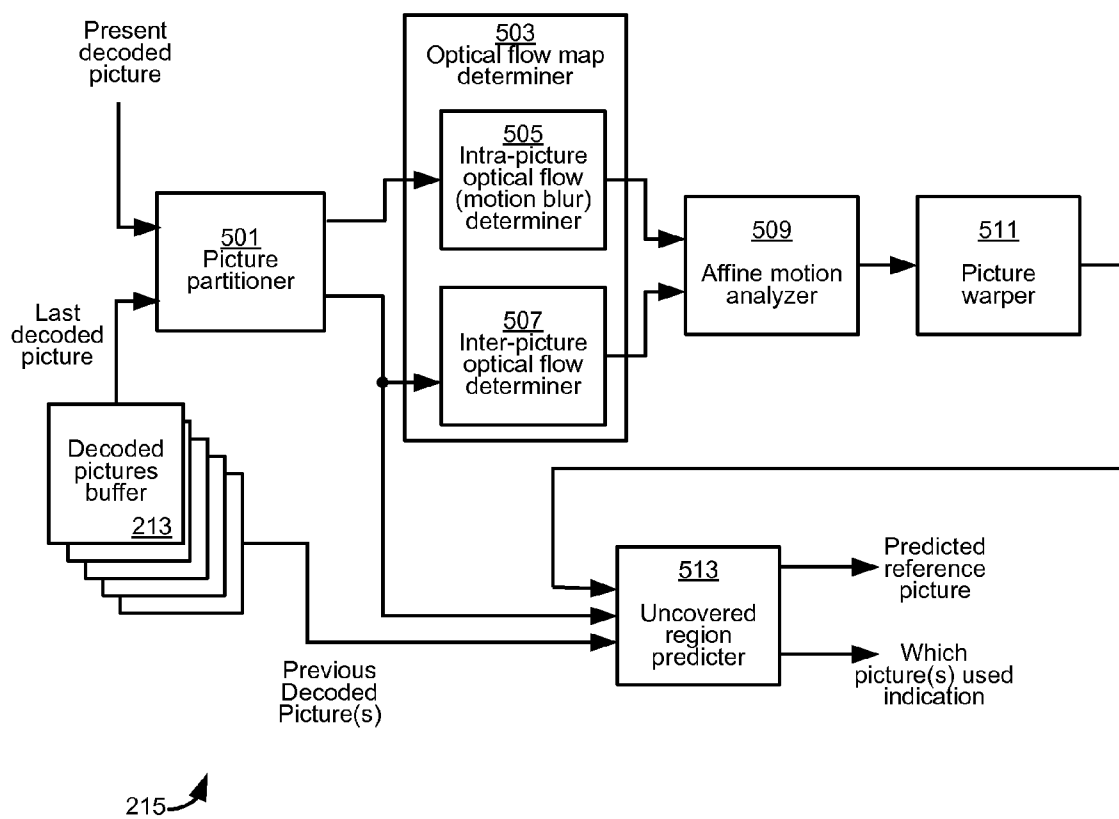 Present
decoded
picture
503
Optical flow map
determiner
505
Intra-picture
optical flow
(motion blur)
determiner
501
Picture
partitioner
509
Affine motion
analyzer
511
Picture
warper
Last
decoded
picture
507
Inter-picture
optical flow
determiner
Decoded
pictures
buffer
213
513
Uncovered
region
predicter
Predicted
reference
picture
Which
picture(s) used
indication
Previous
Decoded
Picture(s)
215